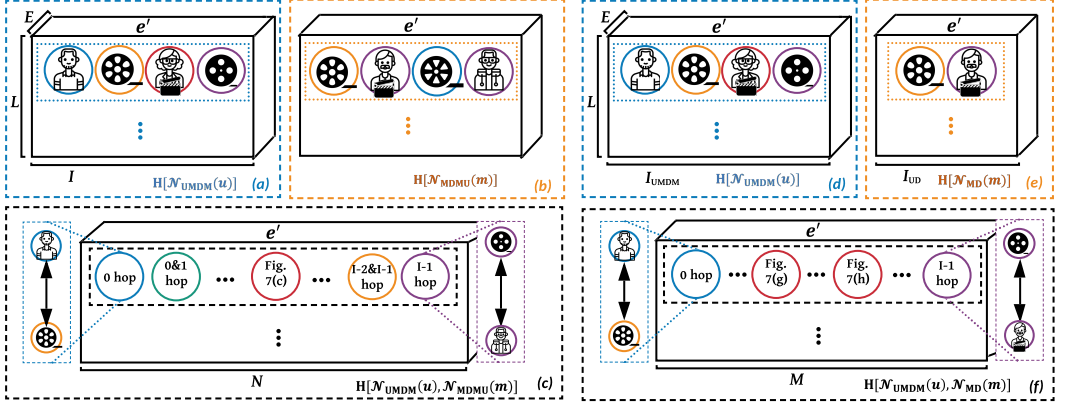 E
e′
L
I
H[𝒩UMDM(u)]
(a)
e′
H[𝒩MDMU(m)]
(b)
E
e′
L
IUMDM
H[𝒩UMDM(u)]
(d)
e′
IUD
H[𝒩MD(m)]
(e)
e′
0 hop
0&1
hop
Fig.
7(c)
I-2&I-1
hop
I-1
hop
N
H[𝒩UMDM(u), 𝒩MDMU(m)]
(c)
e′
0 hop
Fig.
7(g)
Fig.
7(h)
I-1
hop
M
H[𝒩UMDM(u), 𝒩MD(m)]
(f)